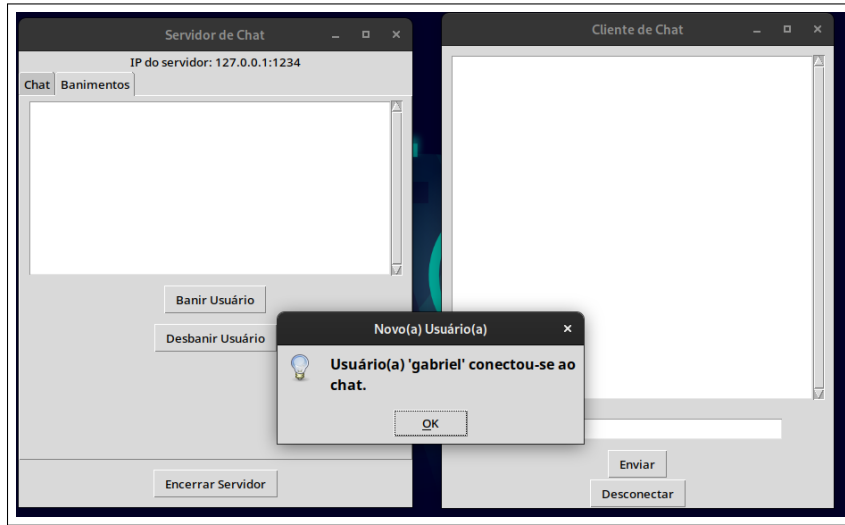 Servidor de Chat
IP do servidor: 127.0.0.1:1234
Chat Banimentos
Banir Usuário
Desbanir Usuário
Encerrar Servidor
Cliente de Chat
Enviar
Desconectar
Novo(a) Usuário(a)
Usuário(a) 'gabriel' conectou-se ao
chat.
OK